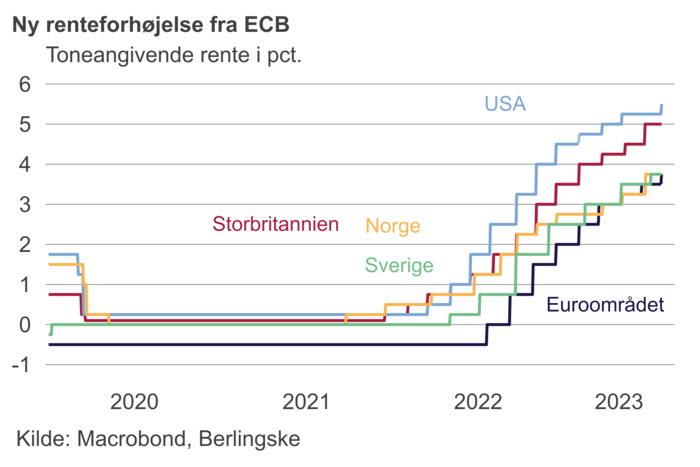 Ny renteforhøjelse fra ECB
Toneangivende rente i pct.
6
5
4
3
2
1
0
-1
USA
Storbritannien
Norge
Sverige
Euroområdet
2020 2021 2022 2023
Kilde: Macrobond, Berlingske